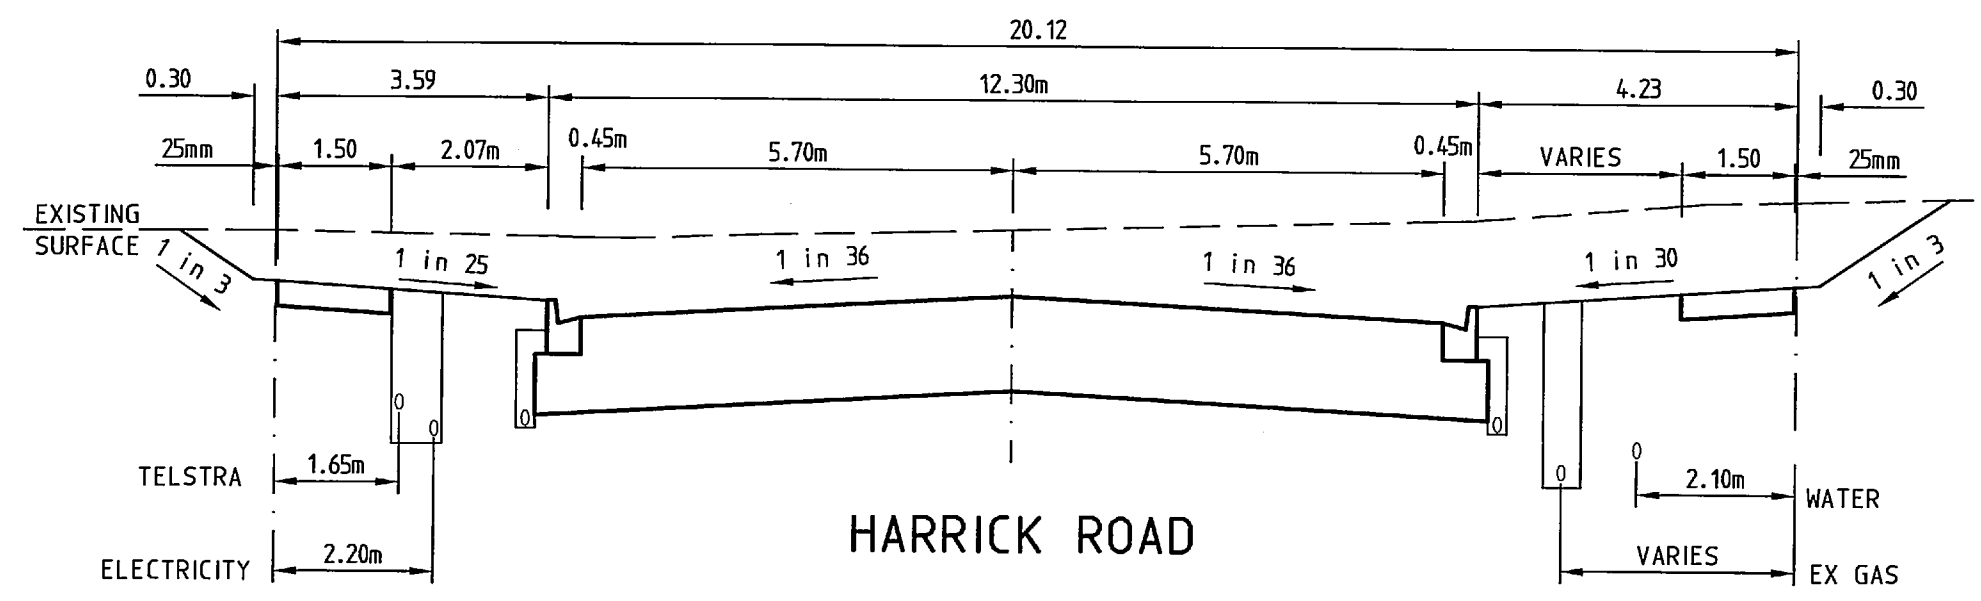 20.12
0.30 3.59 12.30m 4.23 0.30
25mm 1.50 2.07m 0.45m 5.70m 5.70m 0.45m VARIES 1.50 25mm
EXISTING
SURFACE
1 in 3 1 in 25 1 in 36 1 in 36 1 in 30 1 in 3
TELSTRA 1.65m 2.10m WATER
HARRICK ROAD
ELECTRICITY 2.20m VARIES EX GAS